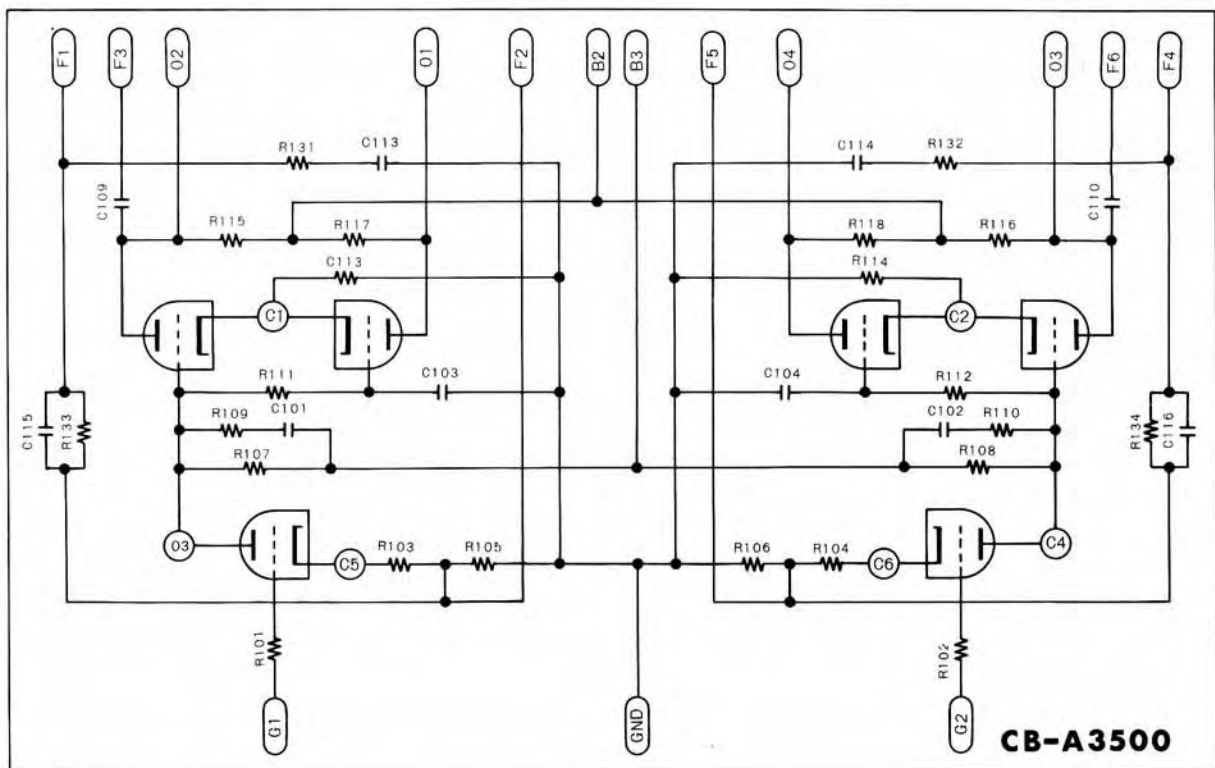 F1
F3
O2
O1
F2
B2
B3
F5
O4
O3
F6
F4
R131
C113
C114
R132
C109
C110
R115
R117
R118
R116
C113
R114
C1
C2
R111
C103
C104
R112
R109
C101
C102
R110
C115
R133
R134
C116
R107
R108
O3
C5
R103
R105
R106
R104
C6
C4
R101
R102
G1
GND
G2
CB-A3500